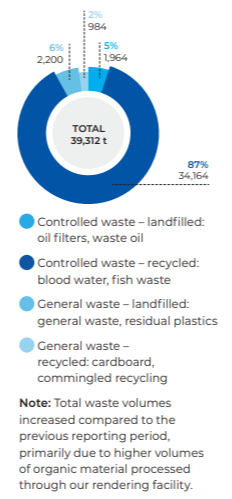 2%
984
6%
2,200
5%
1,964
TOTAL
39,312 t
87%
34,164
Controlled waste – landfilled:
oil filters, waste oil
Controlled waste – recycled:
blood water, fish waste
General waste – landfilled:
general waste, residual plastics
General waste –
recycled: cardboard,
commingled recycling
Note: Total waste volumes
increased compared to the
previous reporting period,
primarily due to higher volumes
of organic material processed
through our rendering facility.